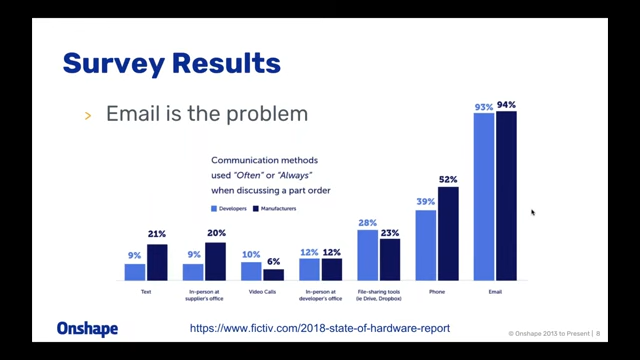 Survey Results
> Email is the problem
Communication methods
used "Often" or "Always"
when discussing a part order
Developers Manufacturers
9% 21% 9% 20% 10% 6% 12% 12% 28% 23% 39% 52% 93% 94%
Text In-person at supplier's office Video Calls In-person at developer's office File-sharing tools (ie Drive, Dropbox) Phone Email
Onshape
https://www.fictiv.com/2018-state-of-hardware-report
© Onshape 2013 to Present | 8